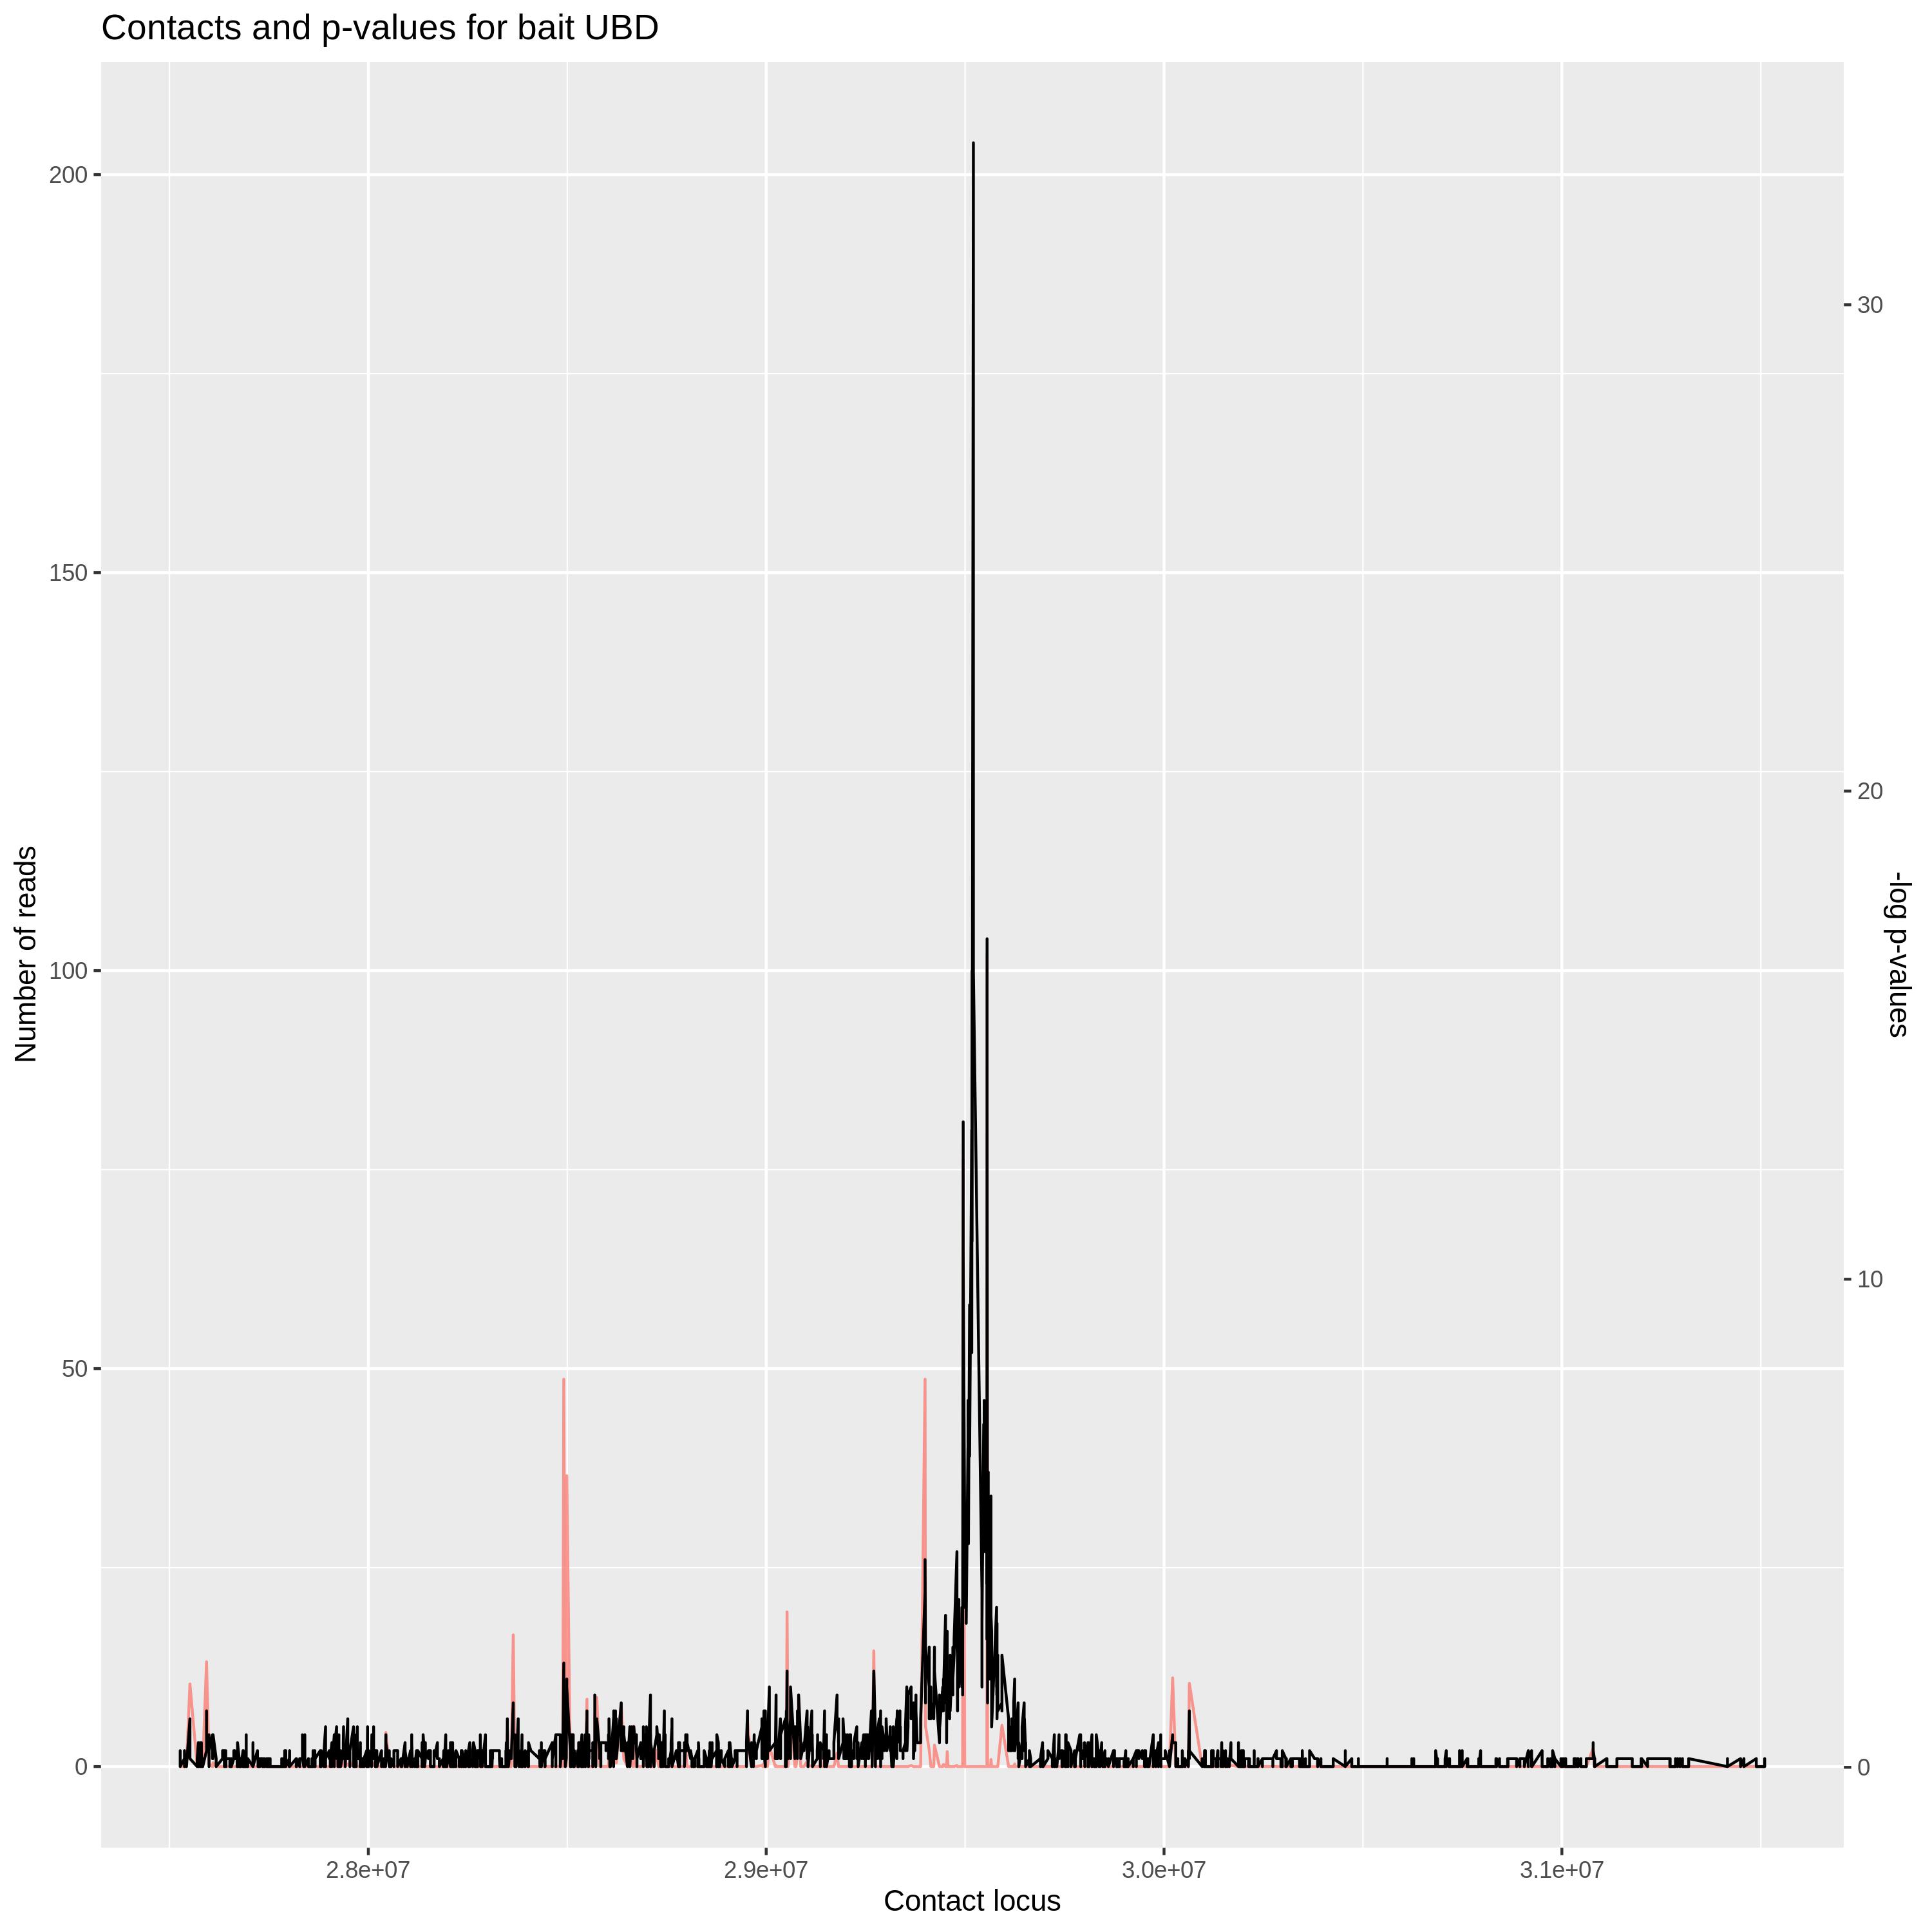 Contacts and p-values for bait UBD
200
150
100
50
0
Number of reads
30
20
10
0
-log p-values
2.8e+07
2.9e+07
3.0e+07
3.1e+07
Contact locus